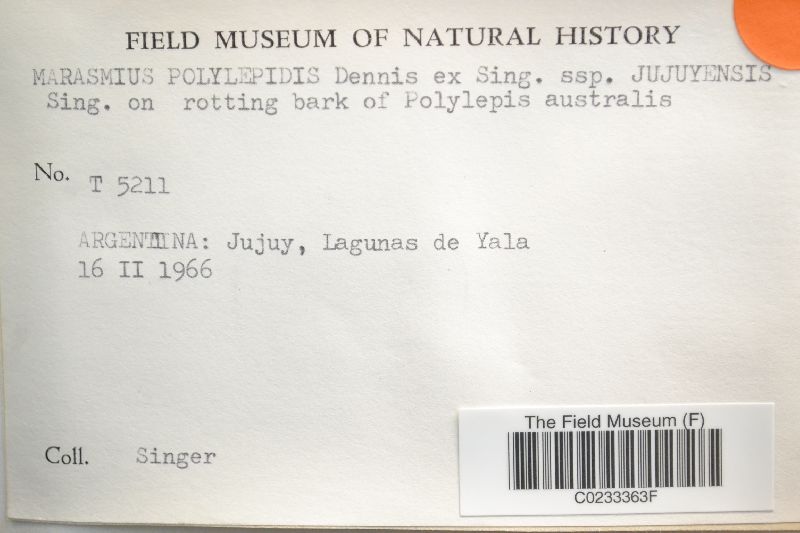 FIELD MUSEUM OF NATURAL HISTORY
MARASMIUS POLYLEPIDIS Dennis ex Sing. ssp. JUJUYENSIS
Sing. on rotting bark of Polylepis australis
No. T 5211
ARGENTINA: Jujuy, Lagunas de Yala
16 II 1966
Coll. Singer
The Field Museum (F)
C0233363F